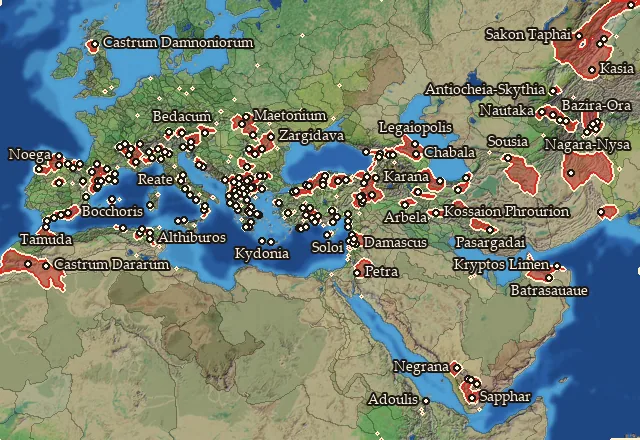 Sakon Taphai
Castrum Damnoniorum
Kasia
Antiocheia-Skythia
Bazira-Ora
Nautaka
Bedacum
Maetonium
Legaiopolis
Zargidava
Nagara-Nysa
Sousia
Noega
Chabala
Reate
Karana
Bocchoris
Arbela
Kossaion Phrourion
Tamuda
Althiburos
Soloi
Damascus
Pasargadai
Kydonia
Castrum Dararum
Petra
Kryptos Limen
Batrasauaue
Negrana
Adoulis
Sapphar